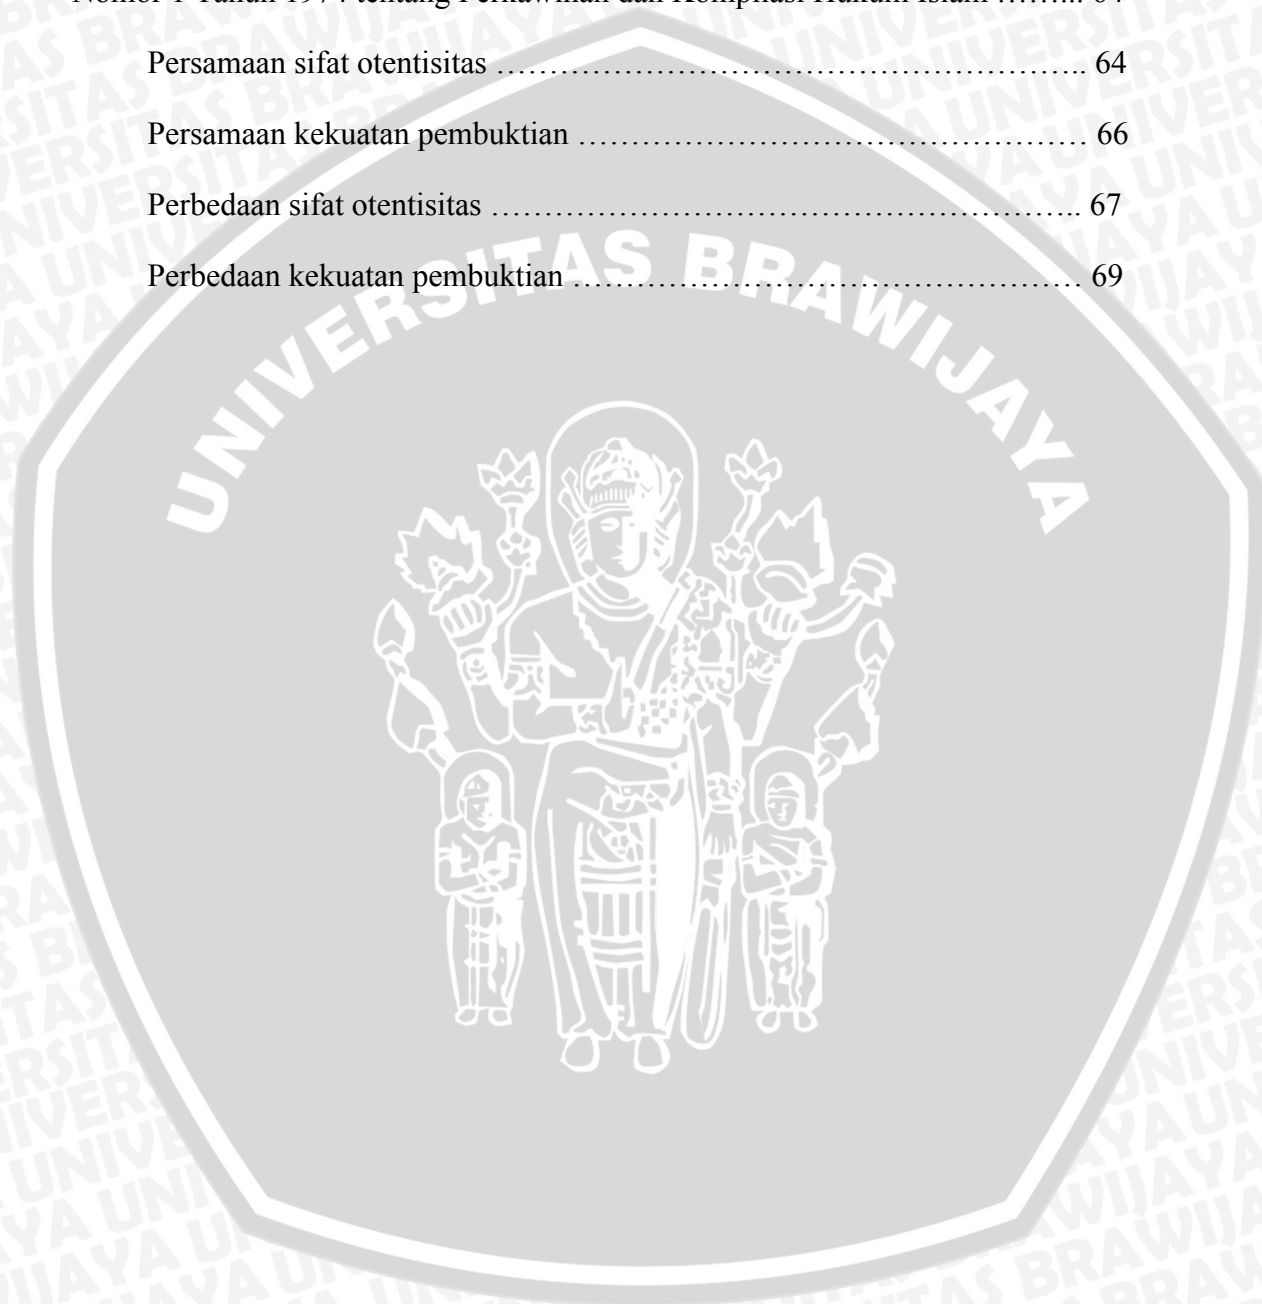 Nomor 1 Tahun 1974 tentang Perkawinan dan Kompilasi Hukum Islam ……... 64
Persamaan sifat otentisitas ……………………………………………….. 64
Persamaan kekuatan pembuktian ………………………………………… 66
Perbedaan sifat otentisitas ……………………………………………….. 67
Perbedaan kekuatan pembuktian ………………………………………… 69
UNIVERSITAS BRAWIJAYA